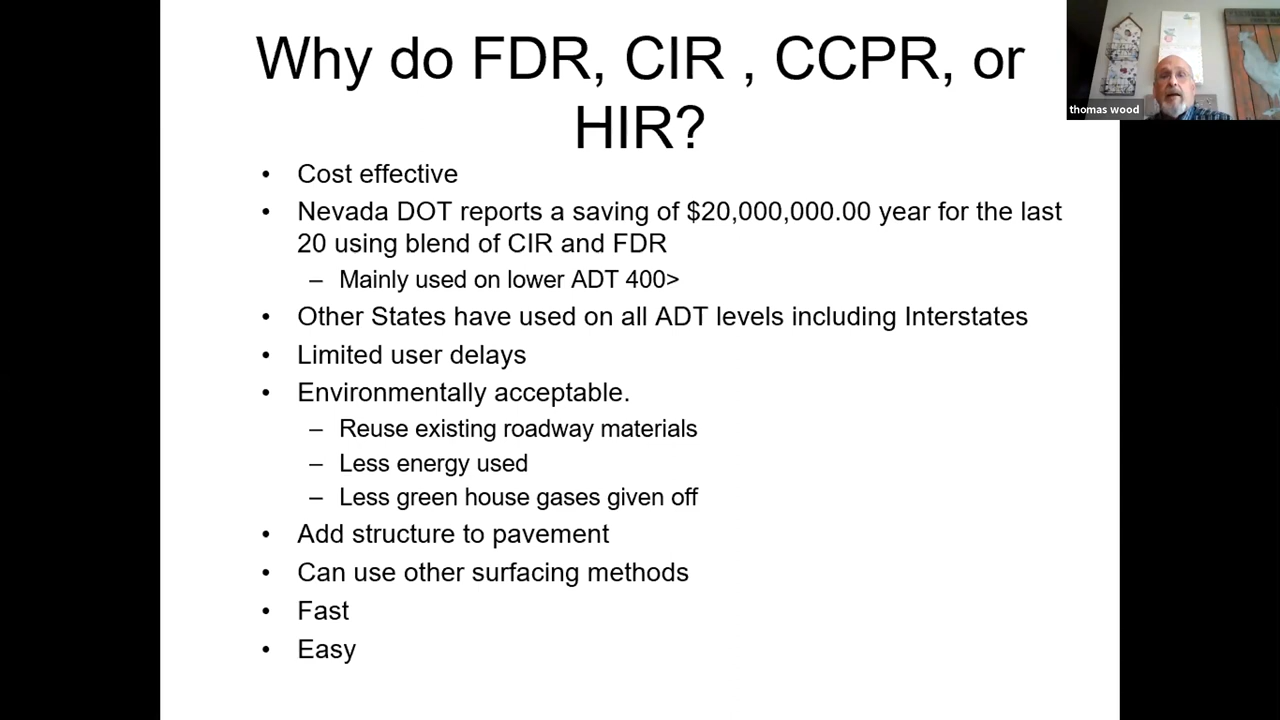 Why do FDR, CIR , CCPR, or
HIR?
• Cost effective
• Nevada DOT reports a saving of $20,000,000.00 year for the last
20 using blend of CIR and FDR
– Mainly used on lower ADT 400>
• Other States have used on all ADT levels including Interstates
• Limited user delays
• Environmentally acceptable.
– Reuse existing roadway materials
– Less energy used
– Less green house gases given off
• Add structure to pavement
• Can use other surfacing methods
• Fast
• Easy
thomas wood